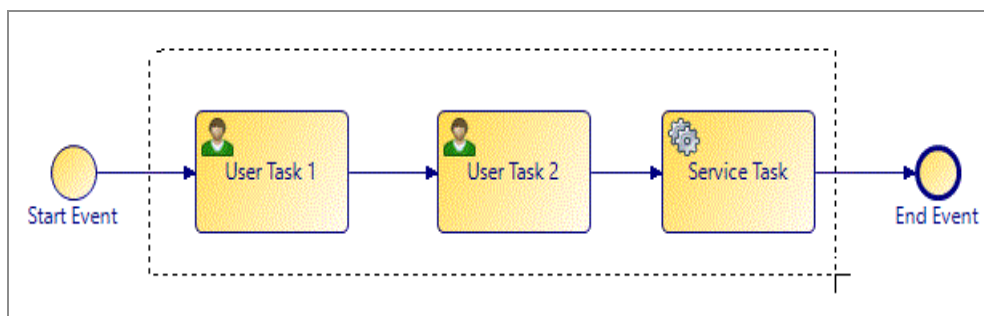 User Task 1
User Task 2
Service Task
Start Event
End Event